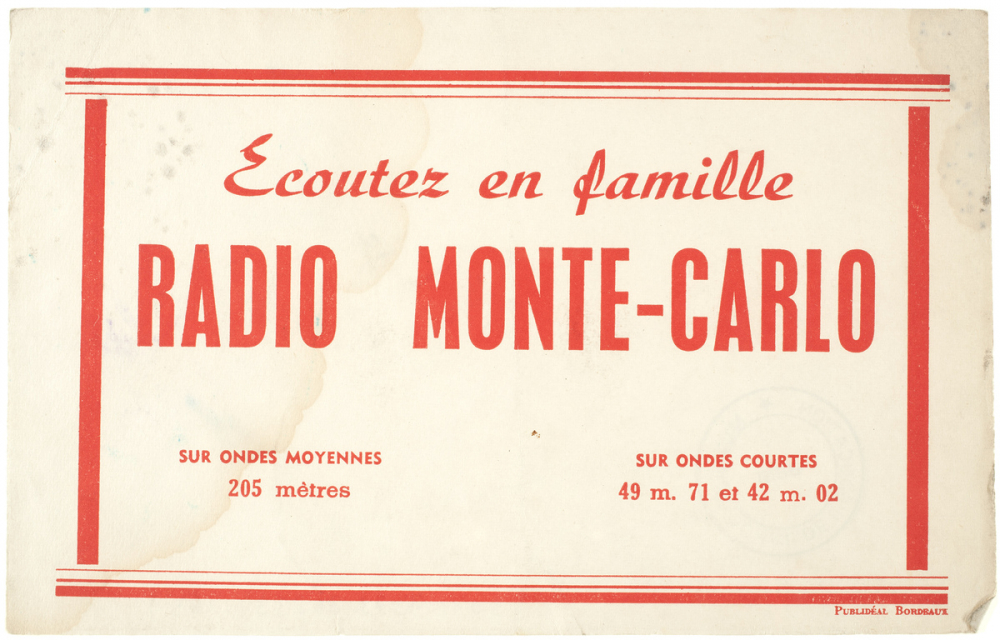 Ecoutez en famille
RADIO MONTE-CARLO
SUR ONDES MOYENNES
205 mètres
SUR ONDES COURTES
49 m. 71 et 42 m. 02
PUBLIDÉAL BORDEAUX